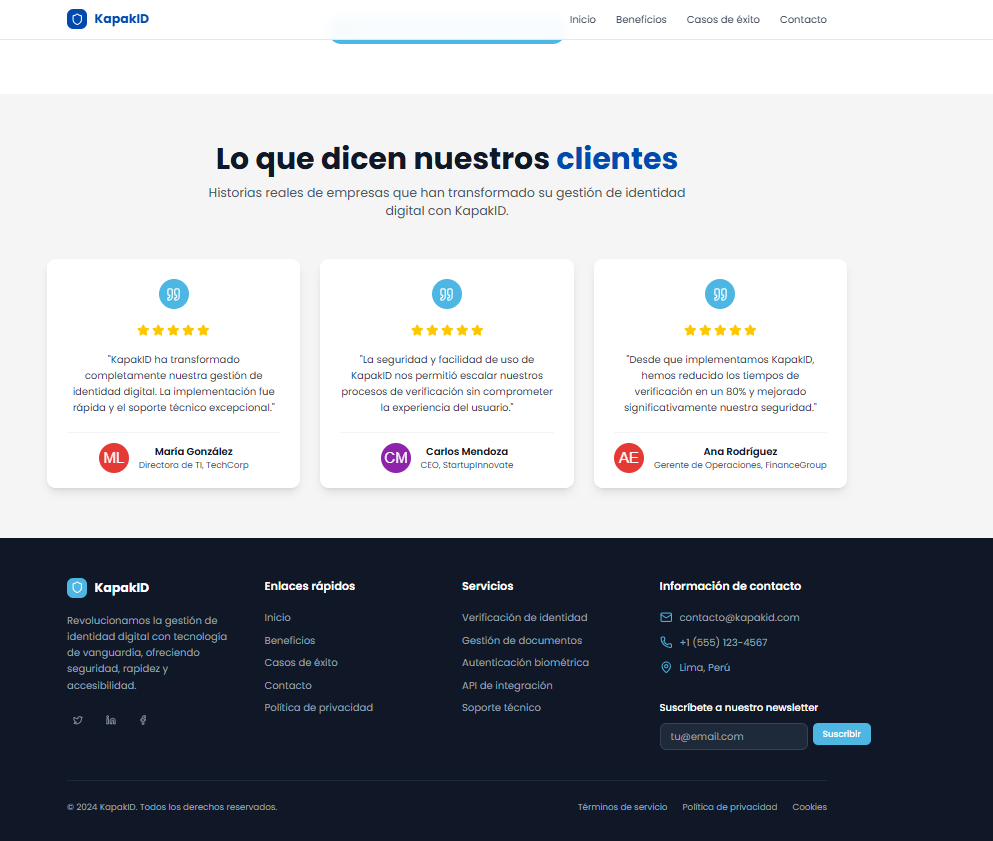 KapakID
Inicio
Beneficios
Casos de éxito
Contacto
Lo que dicen nuestros clientes
Historias reales de empresas que han transformado su gestión de identidad
digital con KapakID.
"KapakID ha transformado
completamente nuestra gestión de
identidad digital. La implementación fue
rápida y el soporte técnico excepcional."
ML
María González
Directora de TI, TechCorp
"La seguridad y facilidad de uso de
KapakID nos permitió escalar nuestros
procesos de verificación sin comprometer
la experiencia del usuario."
CM
Carlos Mendoza
CEO, StartupInnovate
"Desde que implementamos KapakID,
hemos reducido los tiempos de
verificación en un 80% y mejorado
significativamente nuestra seguridad."
AE
Ana Rodríguez
Gerente de Operaciones, FinanceGroup
KapakID
Revolucionamos la gestión de
identidad digital con tecnología
de vanguardia, ofreciendo
seguridad, rapidez y
accesibilidad.
Enlaces rápidos
Inicio
Beneficios
Casos de éxito
Contacto
Política de privacidad
Servicios
Verificación de identidad
Gestión de documentos
Autenticación biométrica
API de integración
Soporte técnico
Información de contacto
contacto@kapakid.com
+1 (555) 123-4567
Lima, Perú
Suscríbete a nuestro newsletter
tu@email.com
Suscribir
© 2024 KapakID. Todos los derechos reservados.
Términos de servicio
Política de privacidad
Cookies